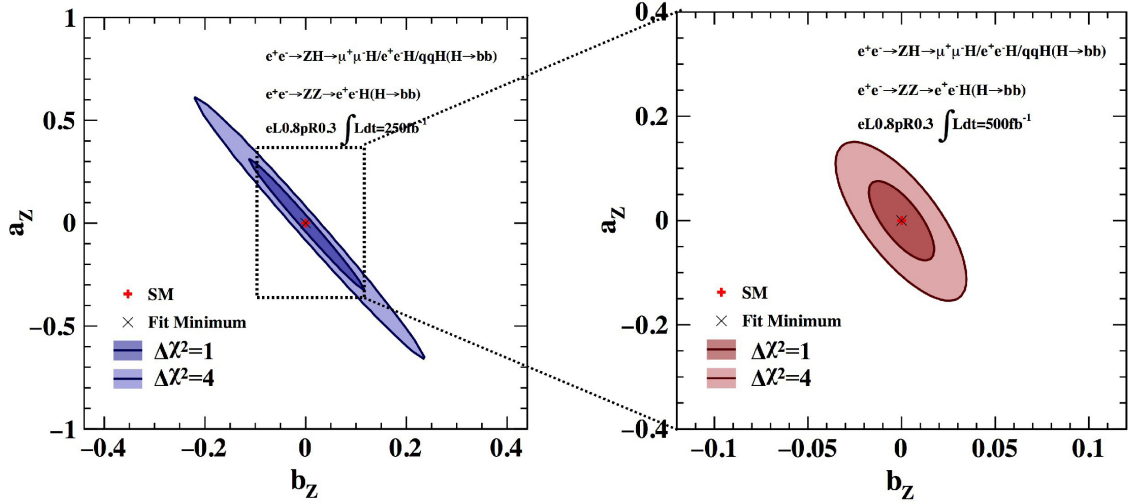 1
e⁺e⁻→ZH→μ⁺μ⁻H/e⁺e⁻H/qqH(H→bb)
e⁺e⁻→ZZ→e⁺e⁻H(H→bb)
eL0.8pR0.3 ∫Ldt=250fb⁻¹
0.5
0
−0.5
−1
a_Z
SM
Fit Minimum
Δχ²=1
Δχ²=4
−0.4
−0.2
0
0.2
0.4
b_Z
0.4
e⁺e⁻→ZH→μ⁺μ⁻H/e⁺e⁻H/qqH(H→bb)
e⁺e⁻→ZZ→e⁺e⁻H(H→bb)
eL0.8pR0.3 ∫Ldt=500fb⁻¹
0.2
0
−0.2
−0.4
a_Z
SM
Fit Minimum
Δχ²=1
Δχ²=4
−0.1
−0.05
0
0.05
0.1
b_Z